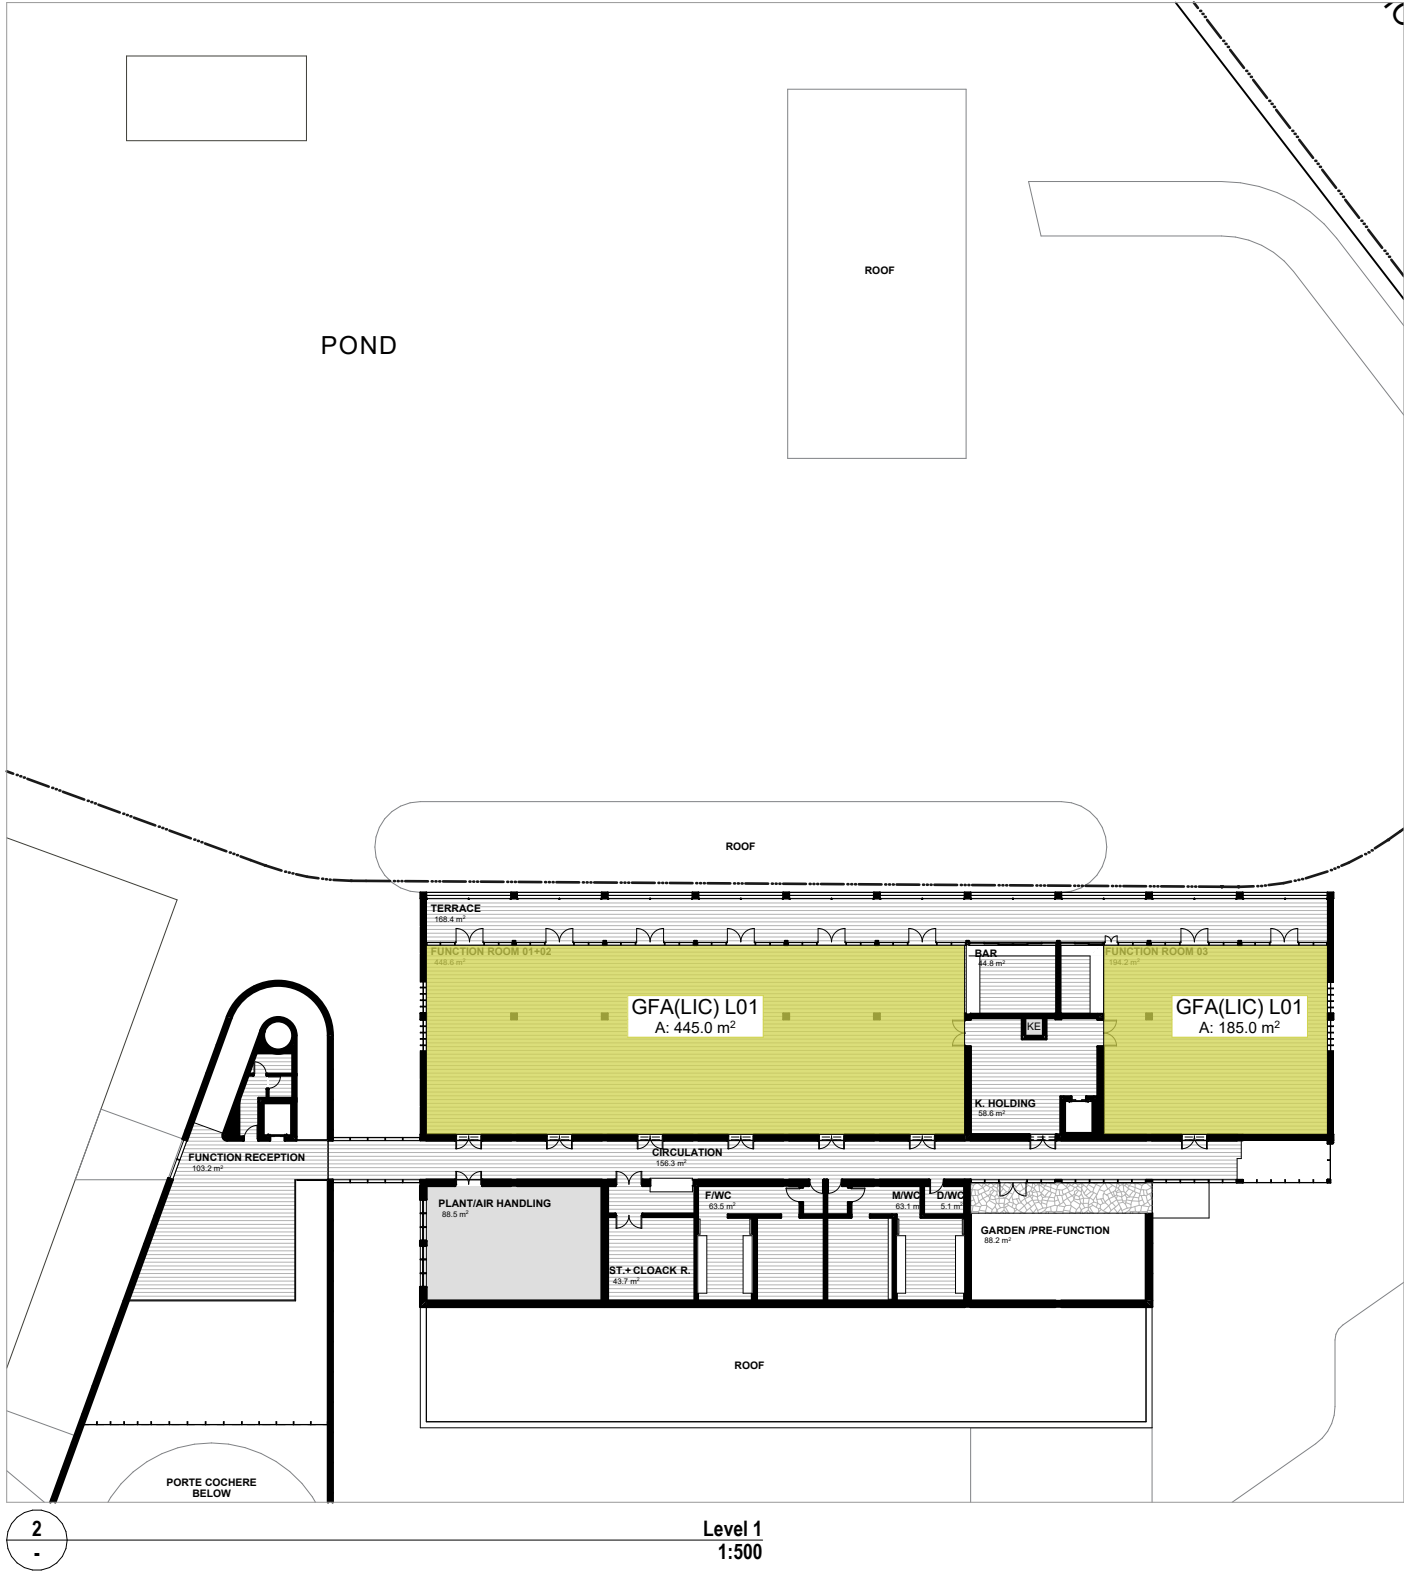 ROOF
POND
ROOF
TERRACE
168.4 m²
FUNCTION ROOM 01+02
448.6 m²
BAR
44.8 m²
FUNCTION ROOM 03
194.2 m²
GFA(LIC) L01
A: 445.0 m²
GFA(LIC) L01
A: 185.0 m²
KE
K. HOLDING
58.6 m²
FUNCTION RECEPTION
103.2 m²
CIRCULATION
156.3 m²
PLANT/AIR HANDLING
88.5 m²
F/WC
63.5 m²
M/WC
63.1 m
D/WC
5.1 m²
GARDEN /PRE-FUNCTION
88.2 m²
ST.+ CLOACK R.
43.7 m²
ROOF
PORTE COCHERE
BELOW
2
-
Level 1
1:500